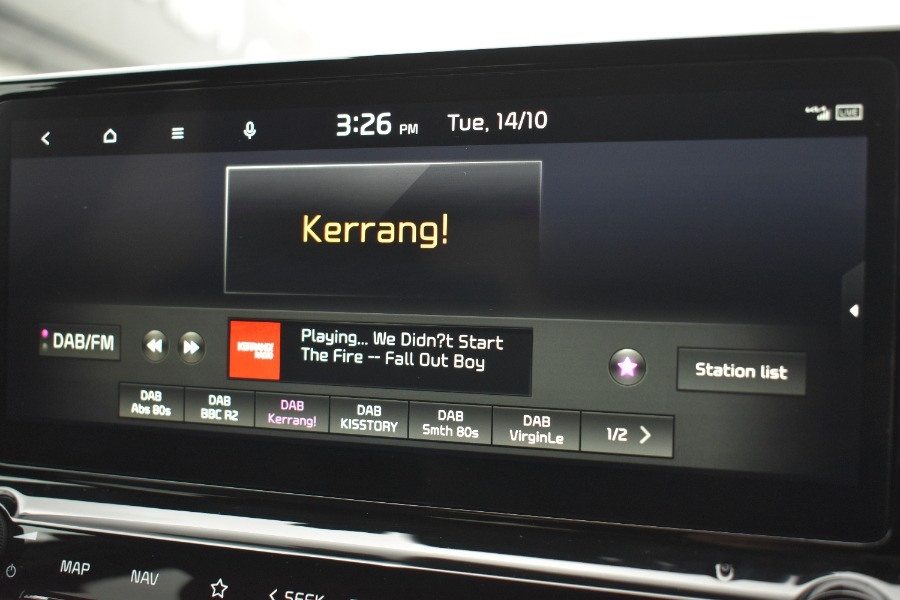 3:26 PM Tue, 14/10
LIVE
Kerrang!
DAB/FM
KERRANG!
RADIO
Playing... We Didn?t Start
The Fire -- Fall Out Boy
Station list
DAB
Abs 80s
DAB
BBC R2
DAB
Kerrang!
DAB
KISSTORY
DAB
Smth 80s
DAB
VirginLe
1/2
MAP
NAV
SEEK